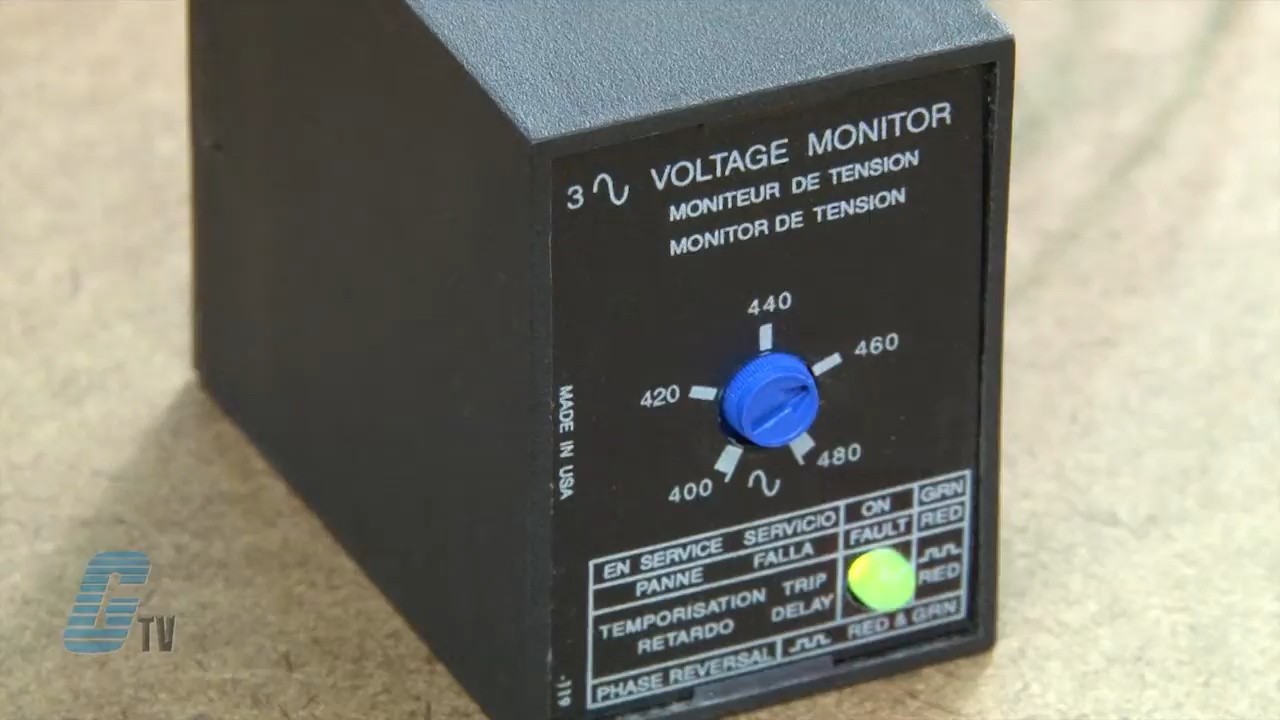 3 VOLTAGE MONITOR
MONITEUR DE TENSION
MONITOR DE TENSION
440
460
420
480
400
MADE IN USA
EN SERVICE SERVICIO ON GRN
PANNE FALLA FAULT RED
TEMPORISATION TRIP
RETARDO DELAY RED
PHASE REVERSAL RED & GRN
-119
GTV